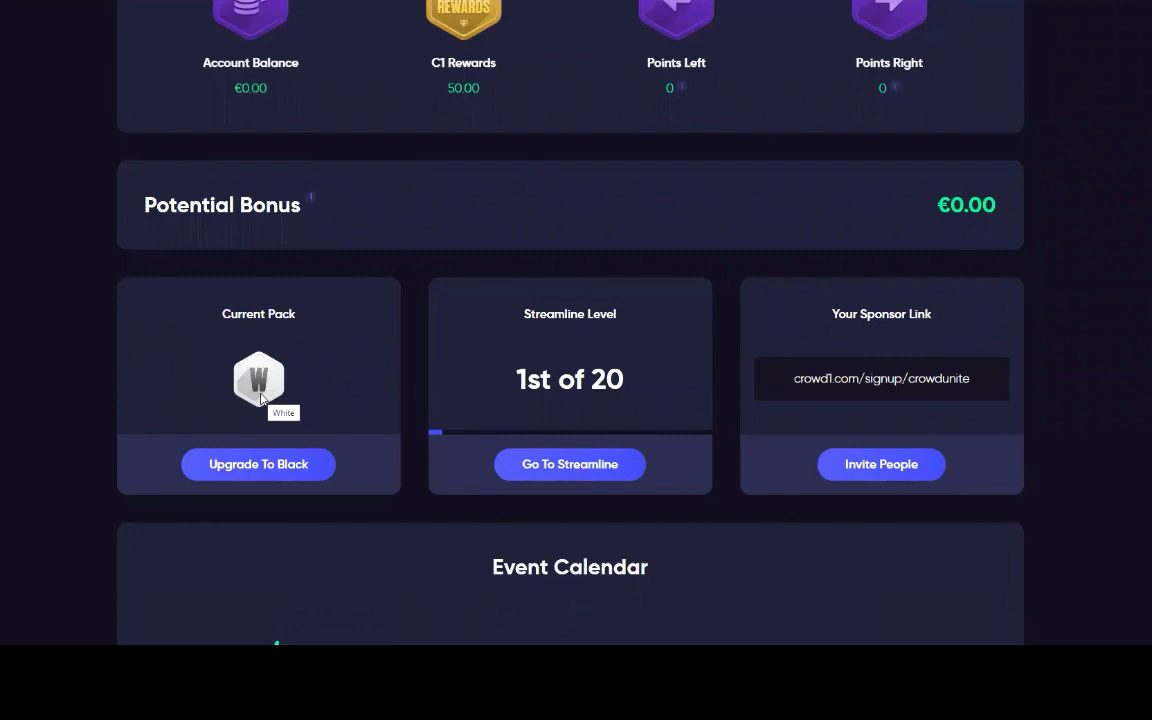 REWARDS
Account Balance
C1 Rewards
Points Left
Points Right
€0.00
50.00
0
0
Potential Bonus
€0.00
Current Pack
Streamline Level
Your Sponsor Link
W
White
1st of 20
crowd1.com/signup/crowdunite
Upgrade To Black
Go To Streamline
Invite People
Event Calendar